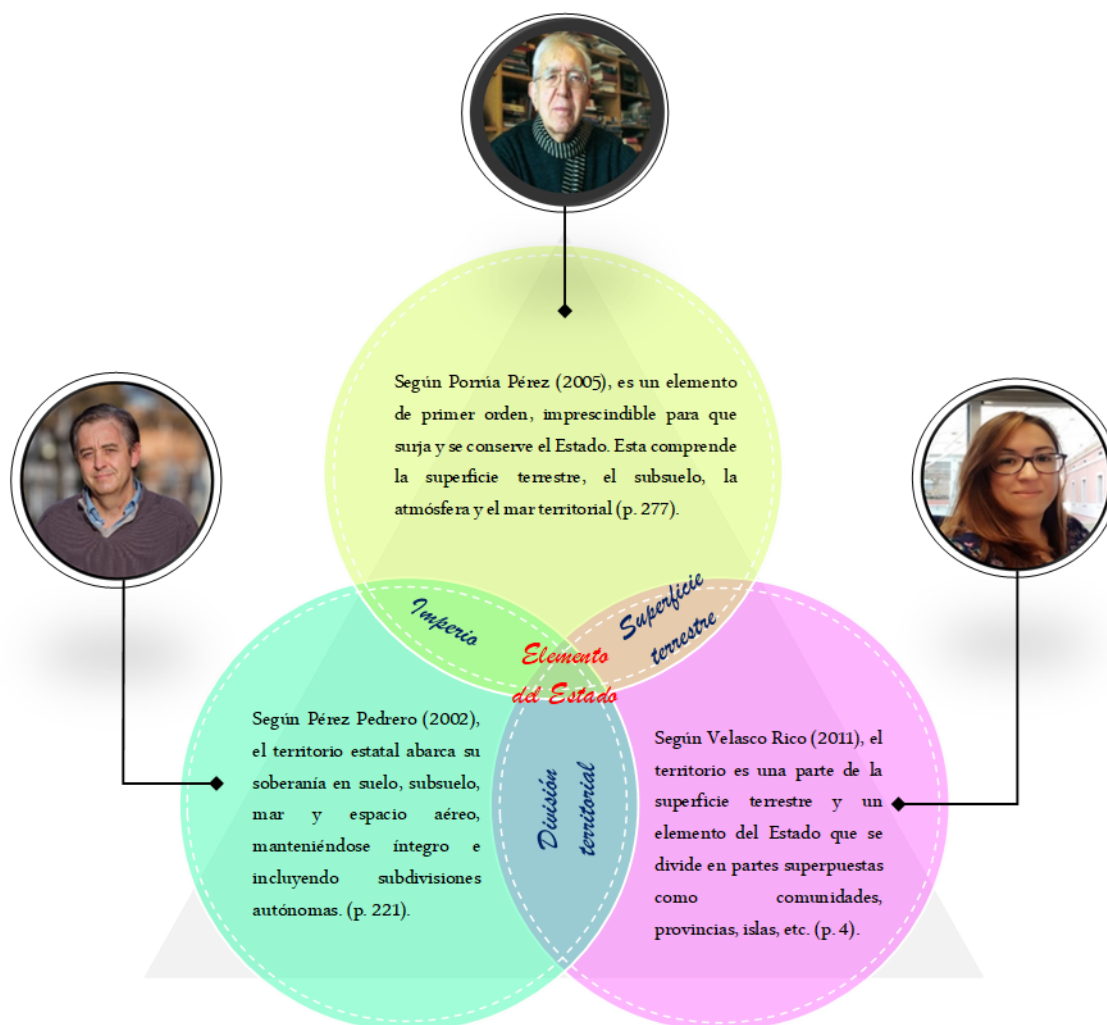 Según Porrúa Pérez (2005), es un elemento
de primer orden, imprescindible para que
surja y se conserve el Estado. Esta comprende
la superficie terrestre, el subsuelo, la
atmósfera y el mar territorial (p. 277).
Imperio
Superficie
terrestre
Elemento
del Estado
Según Pérez Pedrero (2002),
el territorio estatal abarca su
soberanía en suelo, subsuelo,
mar y espacio aéreo,
manteniéndose íntegro e
incluyendo subdivisiones
autónomas. (p. 221).
División
territorial
Según Velasco Rico (2011), el
territorio es una parte de la
superficie terrestre y un
elemento del Estado que se
divide en partes superpuestas
como comunidades,
provincias, islas, etc. (p. 4).